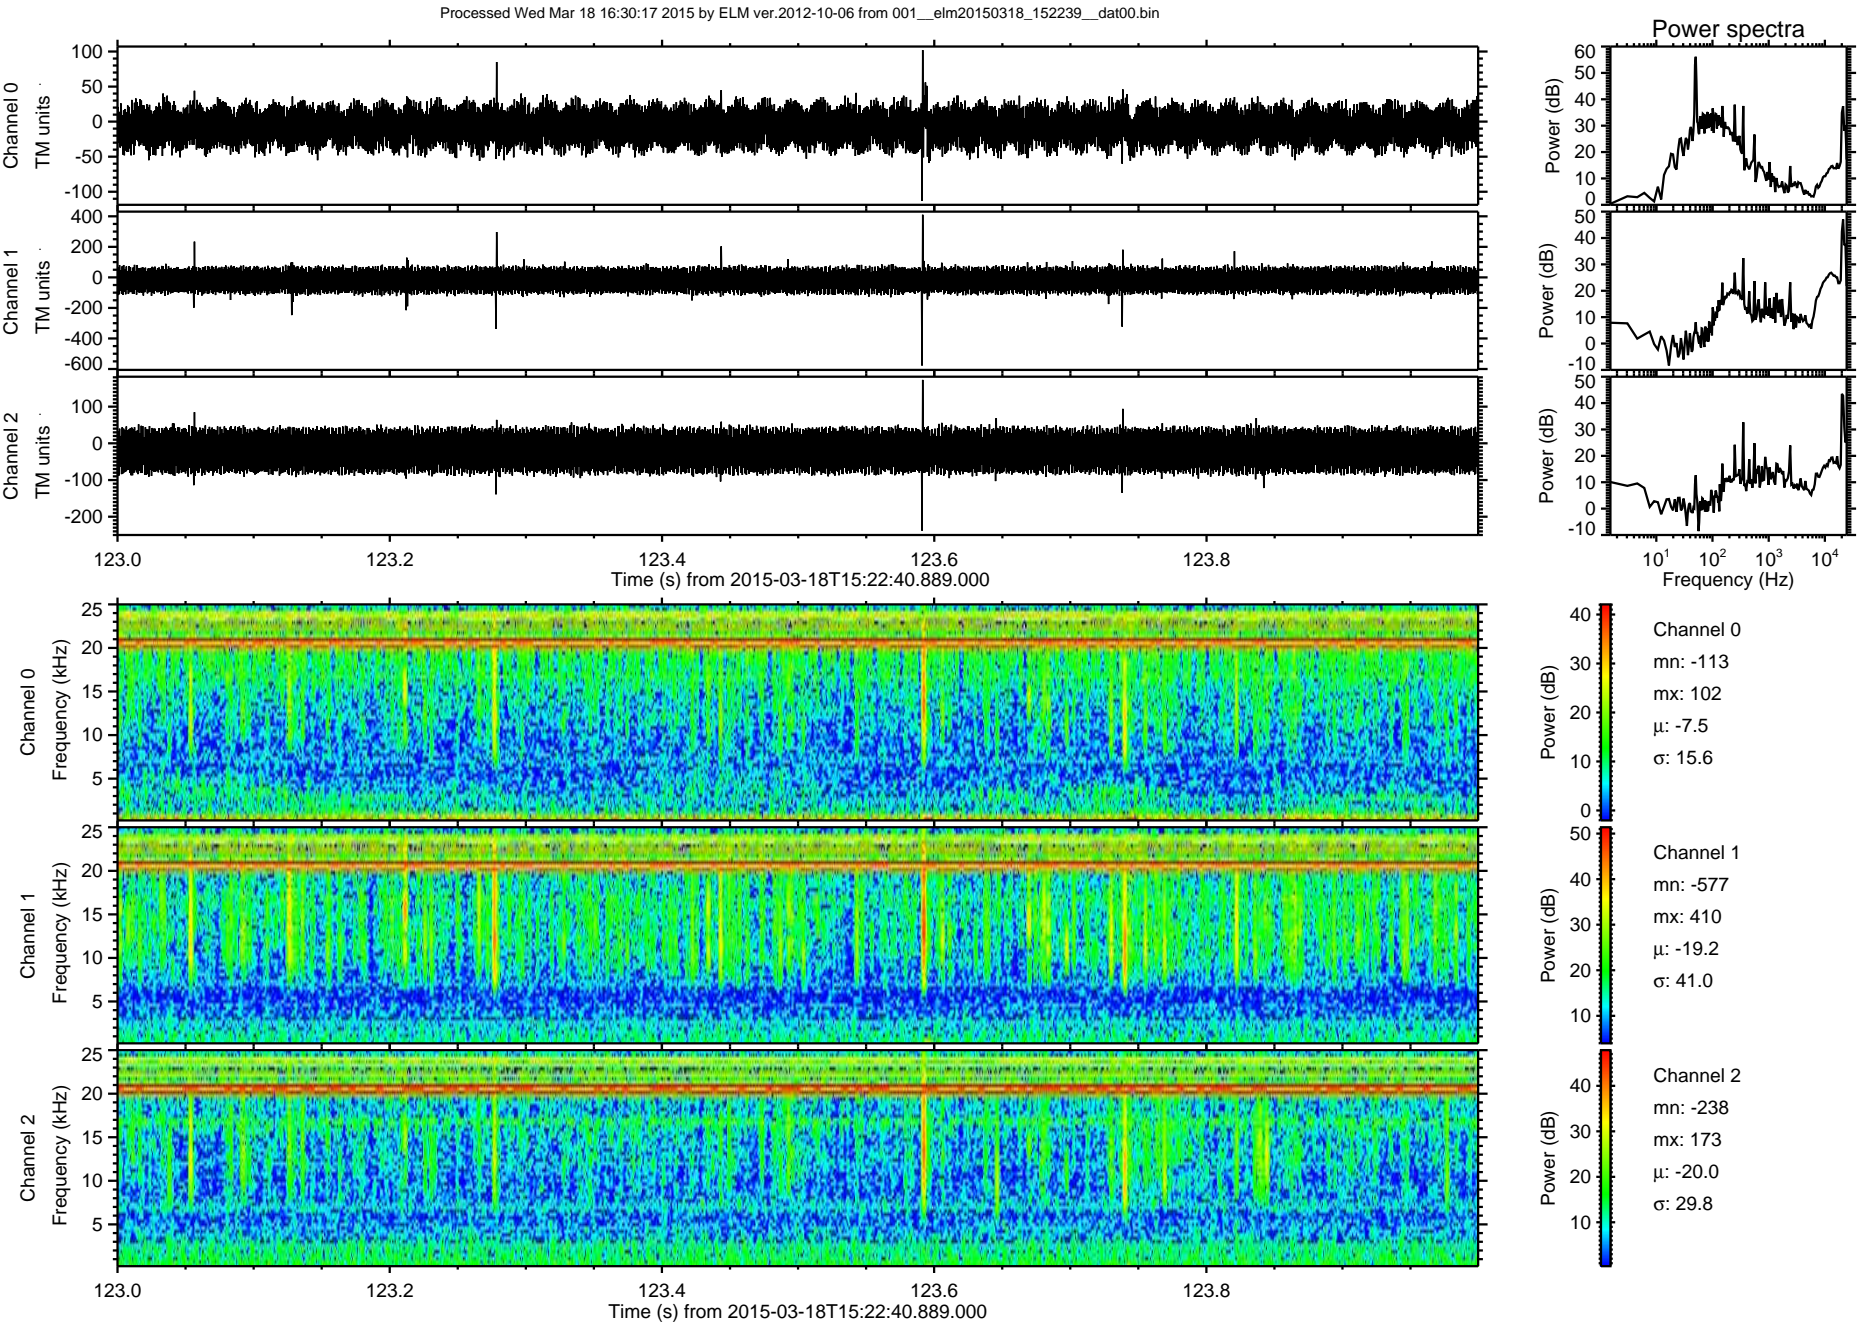 Processed Wed Mar 18 16:30:17 2015 by ELM ver.2012-10-06 from 001__elm20150318_152239__dat00.bin
Power spectra
Channel 0
TM units
100
50
0
-50
-100
Power (dB)
60
50
40
30
20
10
0
Channel 1
TM units
400
200
0
-200
-400
-600
Power (dB)
50
40
30
20
10
0
-10
Channel 2
TM units
100
0
-100
-200
Power (dB)
50
40
30
20
10
0
-10
123.0 123.2 123.4 123.6 123.8
Time (s) from 2015-03-18T15:22:40.889.000
10¹ 10² 10³ 10⁴
Frequency (Hz)
Channel 0
Frequency (kHz)
25
20
15
10
5
Power (dB)
40
30
20
10
0
Channel 0
mn: -113
mx: 102
μ: -7.5
σ: 15.6
Channel 1
Frequency (kHz)
25
20
15
10
5
Power (dB)
50
40
30
20
10
Channel 1
mn: -577
mx: 410
μ: -19.2
σ: 41.0
Channel 2
Frequency (kHz)
25
20
15
10
5
Power (dB)
40
30
20
10
Channel 2
mn: -238
mx: 173
μ: -20.0
σ: 29.8
123.0 123.2 123.4 123.6 123.8
Time (s) from 2015-03-18T15:22:40.889.000